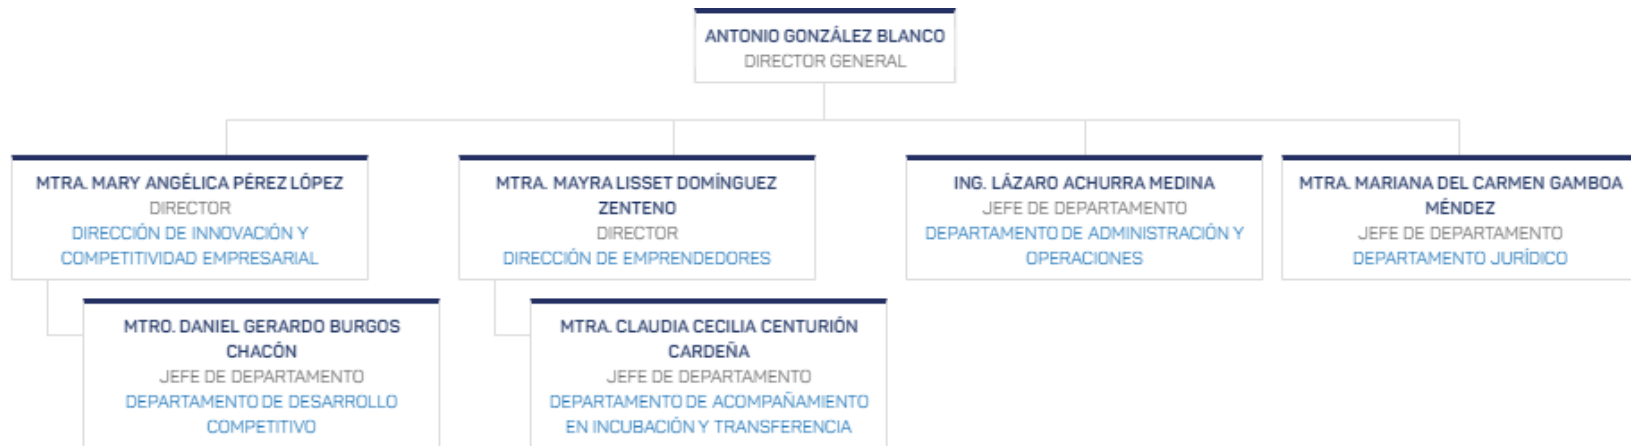 ANTONIO GONZÁLEZ BLANCO
DIRECTOR GENERAL
MTRA. MARY ANGÉLICA PÉREZ LÓPEZ
DIRECTOR
DIRECCIÓN DE INNOVACIÓN Y
COMPETITIVIDAD EMPRESARIAL
MTRA. MAYRA LISSET DOMÍNGUEZ
ZENTENO
DIRECTOR
DIRECCIÓN DE EMPRENDEDORES
ING. LÁZARO ACHURRA MEDINA
JEFE DE DEPARTAMENTO
DEPARTAMENTO DE ADMINISTRACIÓN Y
OPERACIONES
MTRA. MARIANA DEL CARMEN GAMBOA
MÉNDEZ
JEFE DE DEPARTAMENTO
DEPARTAMENTO JURÍDICO
MTRO. DANIEL GERARDO BURGOS
CHACÓN
JEFE DE DEPARTAMENTO
DEPARTAMENTO DE DESARROLLO
COMPETITIVO
MTRA. CLAUDIA CECILIA CENTURIÓN
CARDEÑA
JEFE DE DEPARTAMENTO
DEPARTAMENTO DE ACOMPAÑAMIENTO
EN INCUBACIÓN Y TRANSFERENCIA